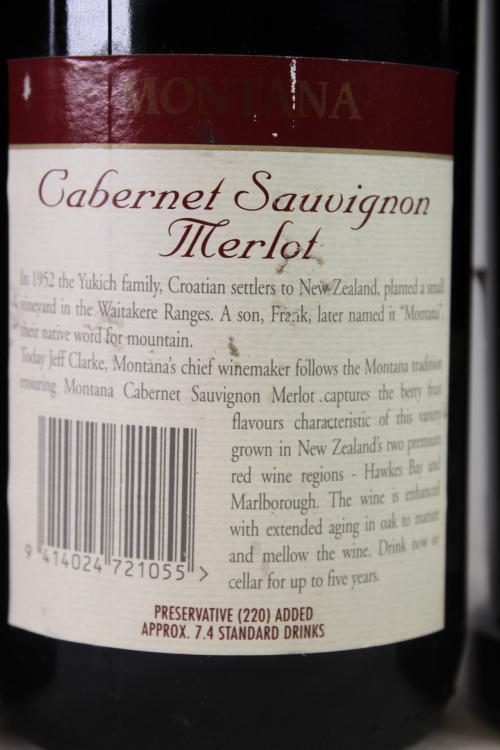 MONTANA
Cabernet Sauvignon
Merlot
In 1952 the Yukich family, Croatian settlers to New Zealand, planted a small
vineyard in the Waitakere Ranges. A son, Frank, later named it "Montana",
their native word for mountain.
Today Jeff Clarke, Montana's chief winemaker follows the Montana tradition
ensuring Montana Cabernet Sauvignon Merlot captures the berry fruit
flavours characteristic of this variety
grown in New Zealand's two premium
red wine regions - Hawkes Bay and
Marlborough. The wine is enhanced
with extended aging in oak to mature
and mellow the wine. Drink now or
cellar for up to five years.
9 414024 721055 >
PRESERVATIVE (220) ADDED
APPROX. 7.4 STANDARD DRINKS